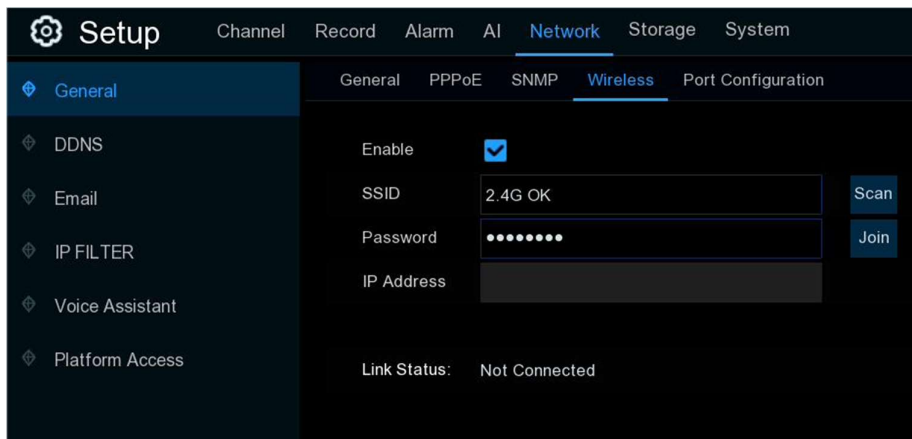 Setup Channel Record Alarm AI Network Storage System
General PPPoE SNMP Wireless Port Configuration
General
DDNS
Email
IP FILTER
Voice Assistant
Platform Access
Enable
SSID 2.4G OK Scan
Password •••••••• Join
IP Address
Link Status: Not Connected